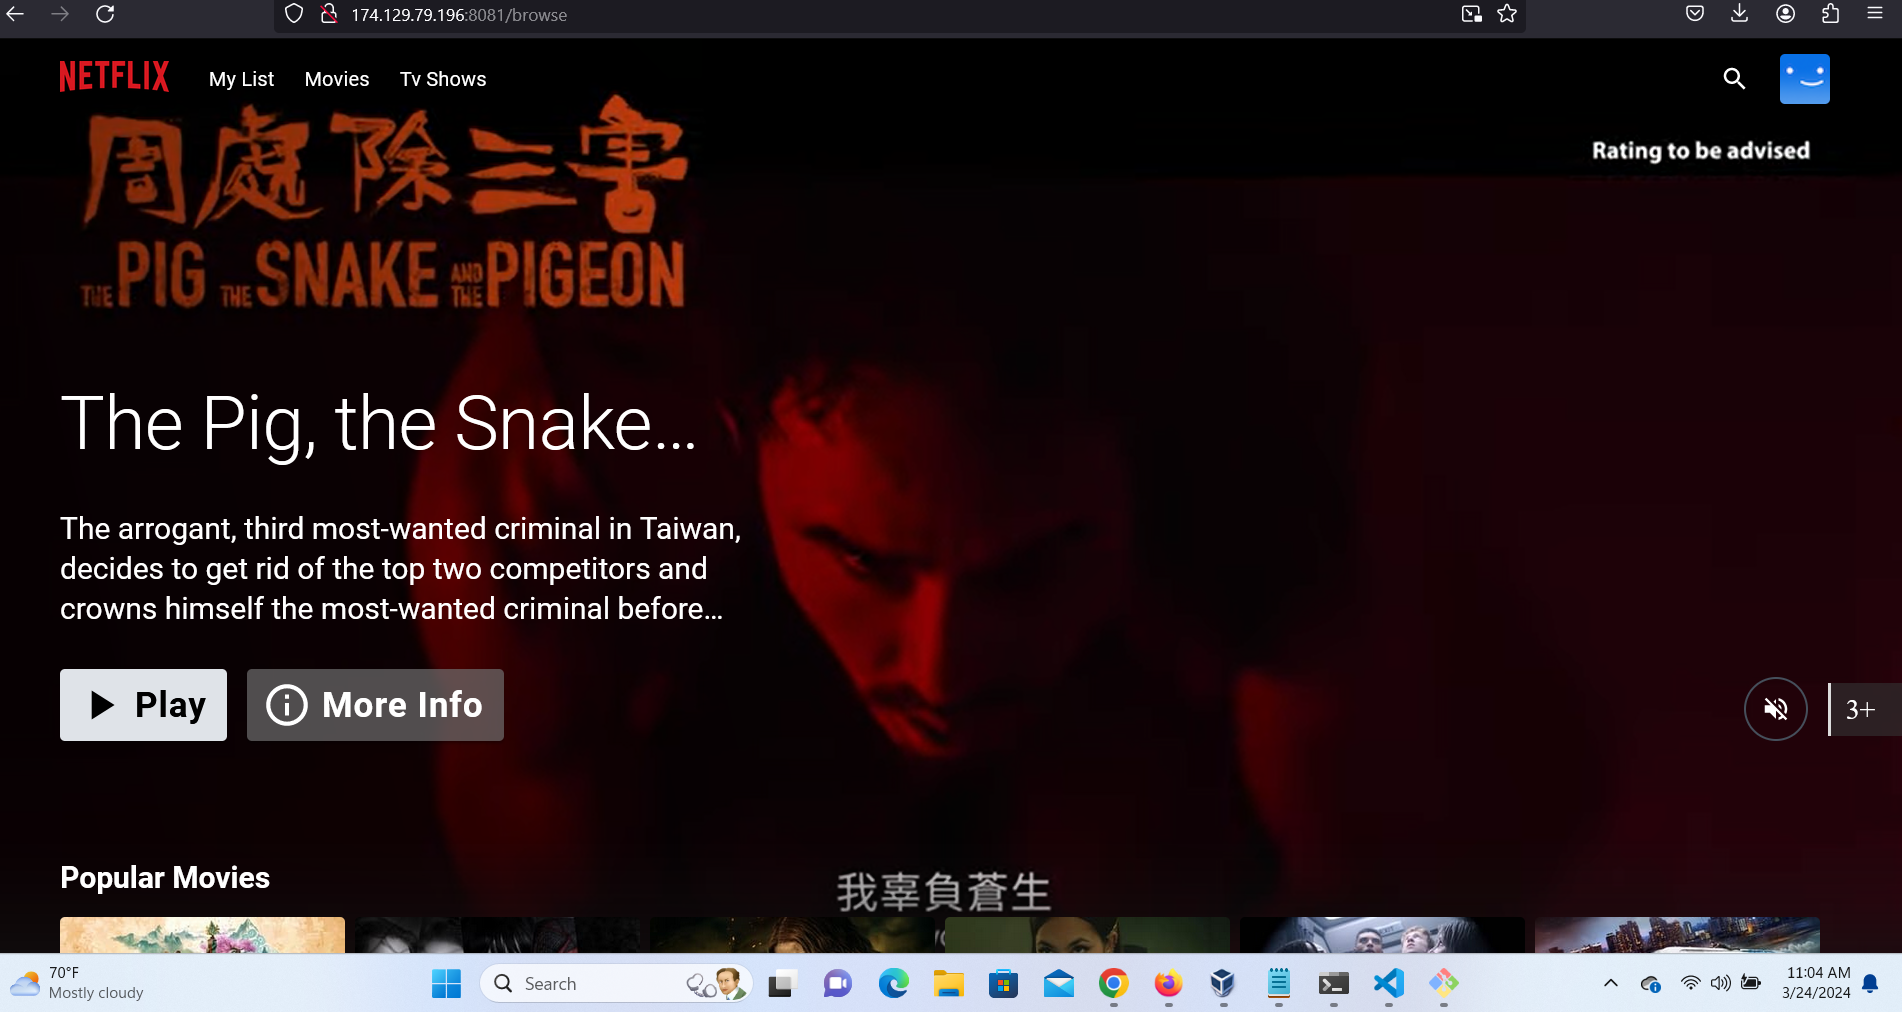 174.129.79.196:8081/browse
NETFLIX
My List
Movies
Tv Shows
周處除三害
THE PIG THE SNAKE AND THE PIGEON
Rating to be advised
The Pig, the Snake...
The arrogant, third most-wanted criminal in Taiwan,
decides to get rid of the top two competitors and
crowns himself the most-wanted criminal before...
Play
More Info
3+
Popular Movies
我辜負蒼生
70°F
Mostly cloudy
Search
11:04 AM
3/24/2024